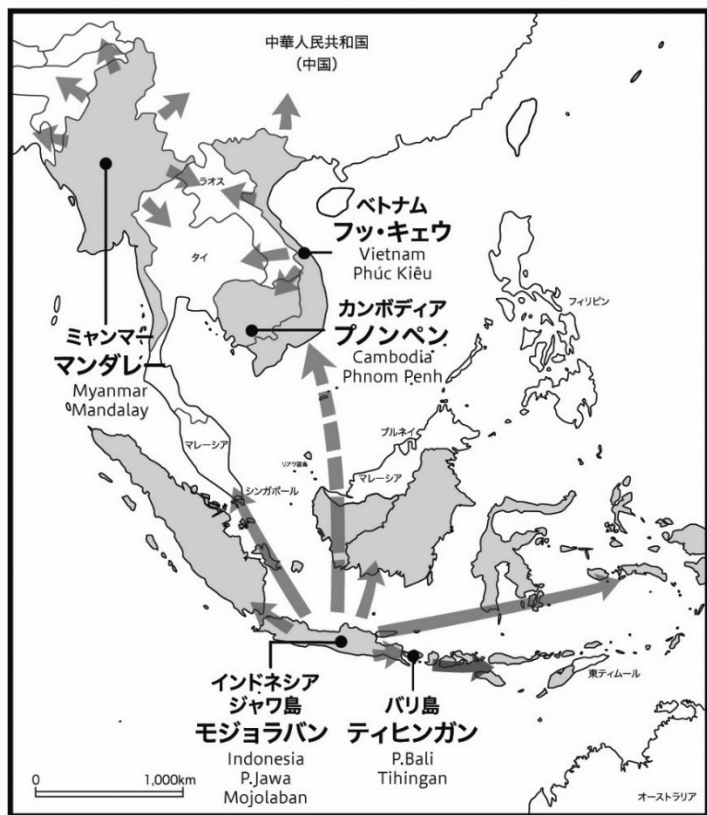 中華人民共和国
（中国）
ラオス
ベトナム
フッ・キェウ
Vietnam
Phúc Kiêu
タイ
カンボディア
プノンペン
Cambodia
Phnom Penh
フィリピン
ミャンマー
マンダレー
Myanmar
Mandalay
マレーシア
ブルネイ
リアウ諸島
マレーシア
シンガポール
インドネシア
ジャワ島
モジョラバン
Indonesia
P.Jawa
Mojolaban
バリ島
ティヒンガン
P.Bali
Tihingan
東ティモール
0 1,000km
オーストラリア